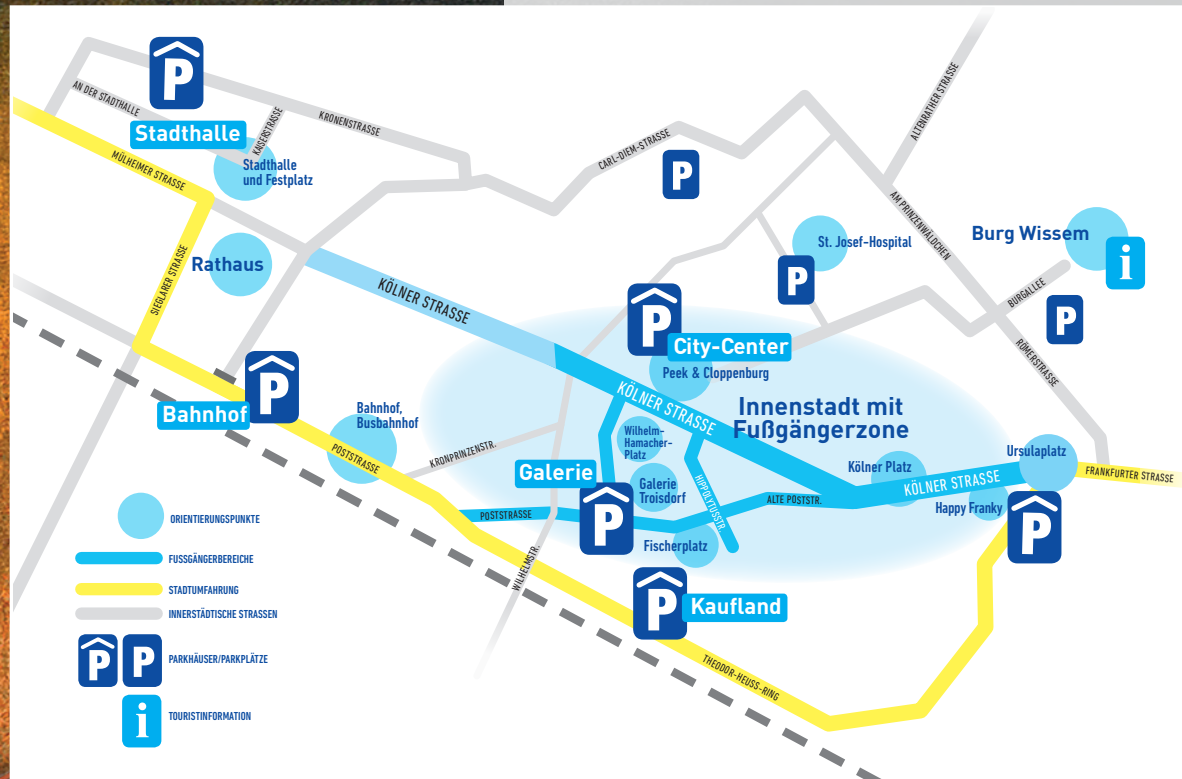 P
AN DER STADTHALLE
Stadthalle
KAISERSTRASSE
KRONENSTRASSE
Stadthalle
und Festplatz
MÜLHEIMER STRASSE
CARL-DIEM-STRASSE
P
ALTENRATHER STRASSE
AM PRINZENWÄLDCHEN
SIEGLARER STRASSE
Rathaus
St. Josef-Hospital
P
Burg Wissem
i
BURGALLEE
P
RÖMERSTRASSE
KÖLNER STRASSE
P
City-Center
Peek & Cloppenburg
KÖLNER STRASSE
Innenstadt mit
Fußgängerzone
P
Bahnhof
Bahnhof,
Busbahnhof
POSTSTRASSE
KRONPRINZENSTR.
Wilhelm-
Hamacher-
Platz
Galerie
P
Galerie
Troisdorf
HIPPOLYTUSSTR.
POSTSTRASSE
ALTE POSTSTR.
Kölner Platz
KÖLNER STRASSE
Ursulaplatz
FRANKFURTER STRASSE
Happy Franky
P
Fischerplatz
WILHELMSTR.
P
Kaufland
THEODOR-HEUSS-RING
ORIENTIERUNGSPUNKTE
FUSSGÄNGERBEREICHE
STADTUMFAHRUNG
INNERSTÄDTISCHE STRASSEN
P P PARKHÄUSER/PARKPLÄTZE
i TOURISTINFORMATION